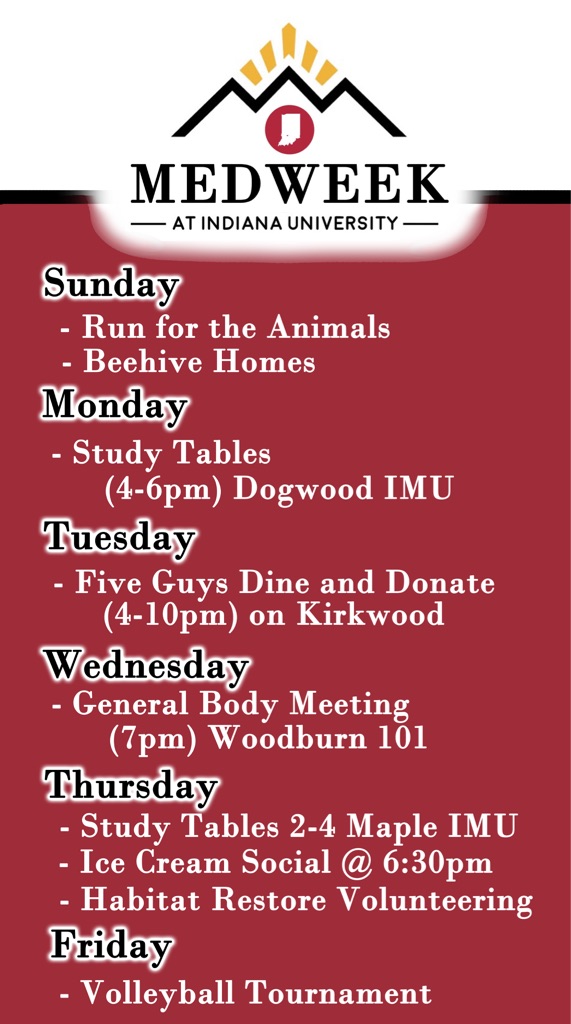 MEDWEEK
AT INDIANA UNIVERSITY
Sunday
- Run for the Animals
- Beehive Homes
Monday
- Study Tables
(4-6pm) Dogwood IMU
Tuesday
- Five Guys Dine and Donate
(4-10pm) on Kirkwood
Wednesday
- General Body Meeting
(7pm) Woodburn 101
Thursday
- Study Tables 2-4 Maple IMU
- Ice Cream Social @ 6:30pm
- Habitat Restore Volunteering
Friday
- Volleyball Tournament